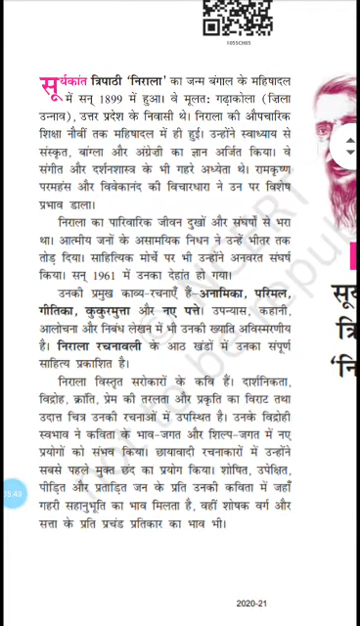 1055CH05
सूर्यकांत त्रिपाठी 'निराला' का जन्म बंगाल के महिषादल
में सन् 1899 में हुआ। वे मूलतः गढ़ाकोला (ज़िला
उन्नाव), उत्तर प्रदेश के निवासी थे। निराला की औपचारिक
शिक्षा नौवीं तक महिषादल में ही हुई। उन्होंने स्वाध्याय से
संस्कृत, बांग्ला और अंग्रेज़ी का ज्ञान अर्जित किया। वे
संगीत और दर्शनशास्त्र के भी गहरे अध्येता थे। रामकृष्ण
परमहंस और विवेकानंद की विचारधारा ने उन पर विशेष
प्रभाव डाला।
निराला का पारिवारिक जीवन दुखों और संघर्षों से भरा
था। आत्मीय जनों के असामयिक निधन ने उन्हें भीतर तक
तोड़ दिया। साहित्यिक मोर्चे पर भी उन्होंने अनवरत संघर्ष
किया। सन् 1961 में उनका देहांत हो गया।
उनकी प्रमुख काव्य-रचनाएँ हैं-अनामिका, परिमल,
गीतिका, कुकुरमुत्ता और नए पत्ते। उपन्यास, कहानी,
आलोचना और निबंध लेखन में भी उनकी ख्याति अविस्मरणीय
है। निराला रचनावली के आठ खंडों में उनका संपूर्ण
साहित्य प्रकाशित है।
निराला विस्तृत सरोकारों के कवि हैं। दार्शनिकता,
विद्रोह, क्रांति, प्रेम की तरलता और प्रकृति का विराट तथा
उदात्त चित्र उनकी रचनाओं में उपस्थित है। उनके विद्रोही
स्वभाव ने कविता के भाव-जगत और शिल्प-जगत में नए
प्रयोगों को संभव किया। छायावादी रचनाकारों में उन्होंने
सबसे पहले मुक्त छंद का प्रयोग किया। शोषित, उपेक्षित,
पीड़ित और प्रताड़ित जन के प्रति उनकी कविता में जहाँ
गहरी सहानुभूति का भाव मिलता है, वहीं शोषक वर्ग और
सत्ता के प्रति प्रचंड प्रतिकार का भाव भी।
2020-21